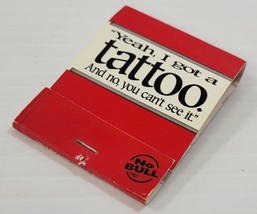 "Yeah, I got a
tattoo.
And no, you can't see it."
No
BULL